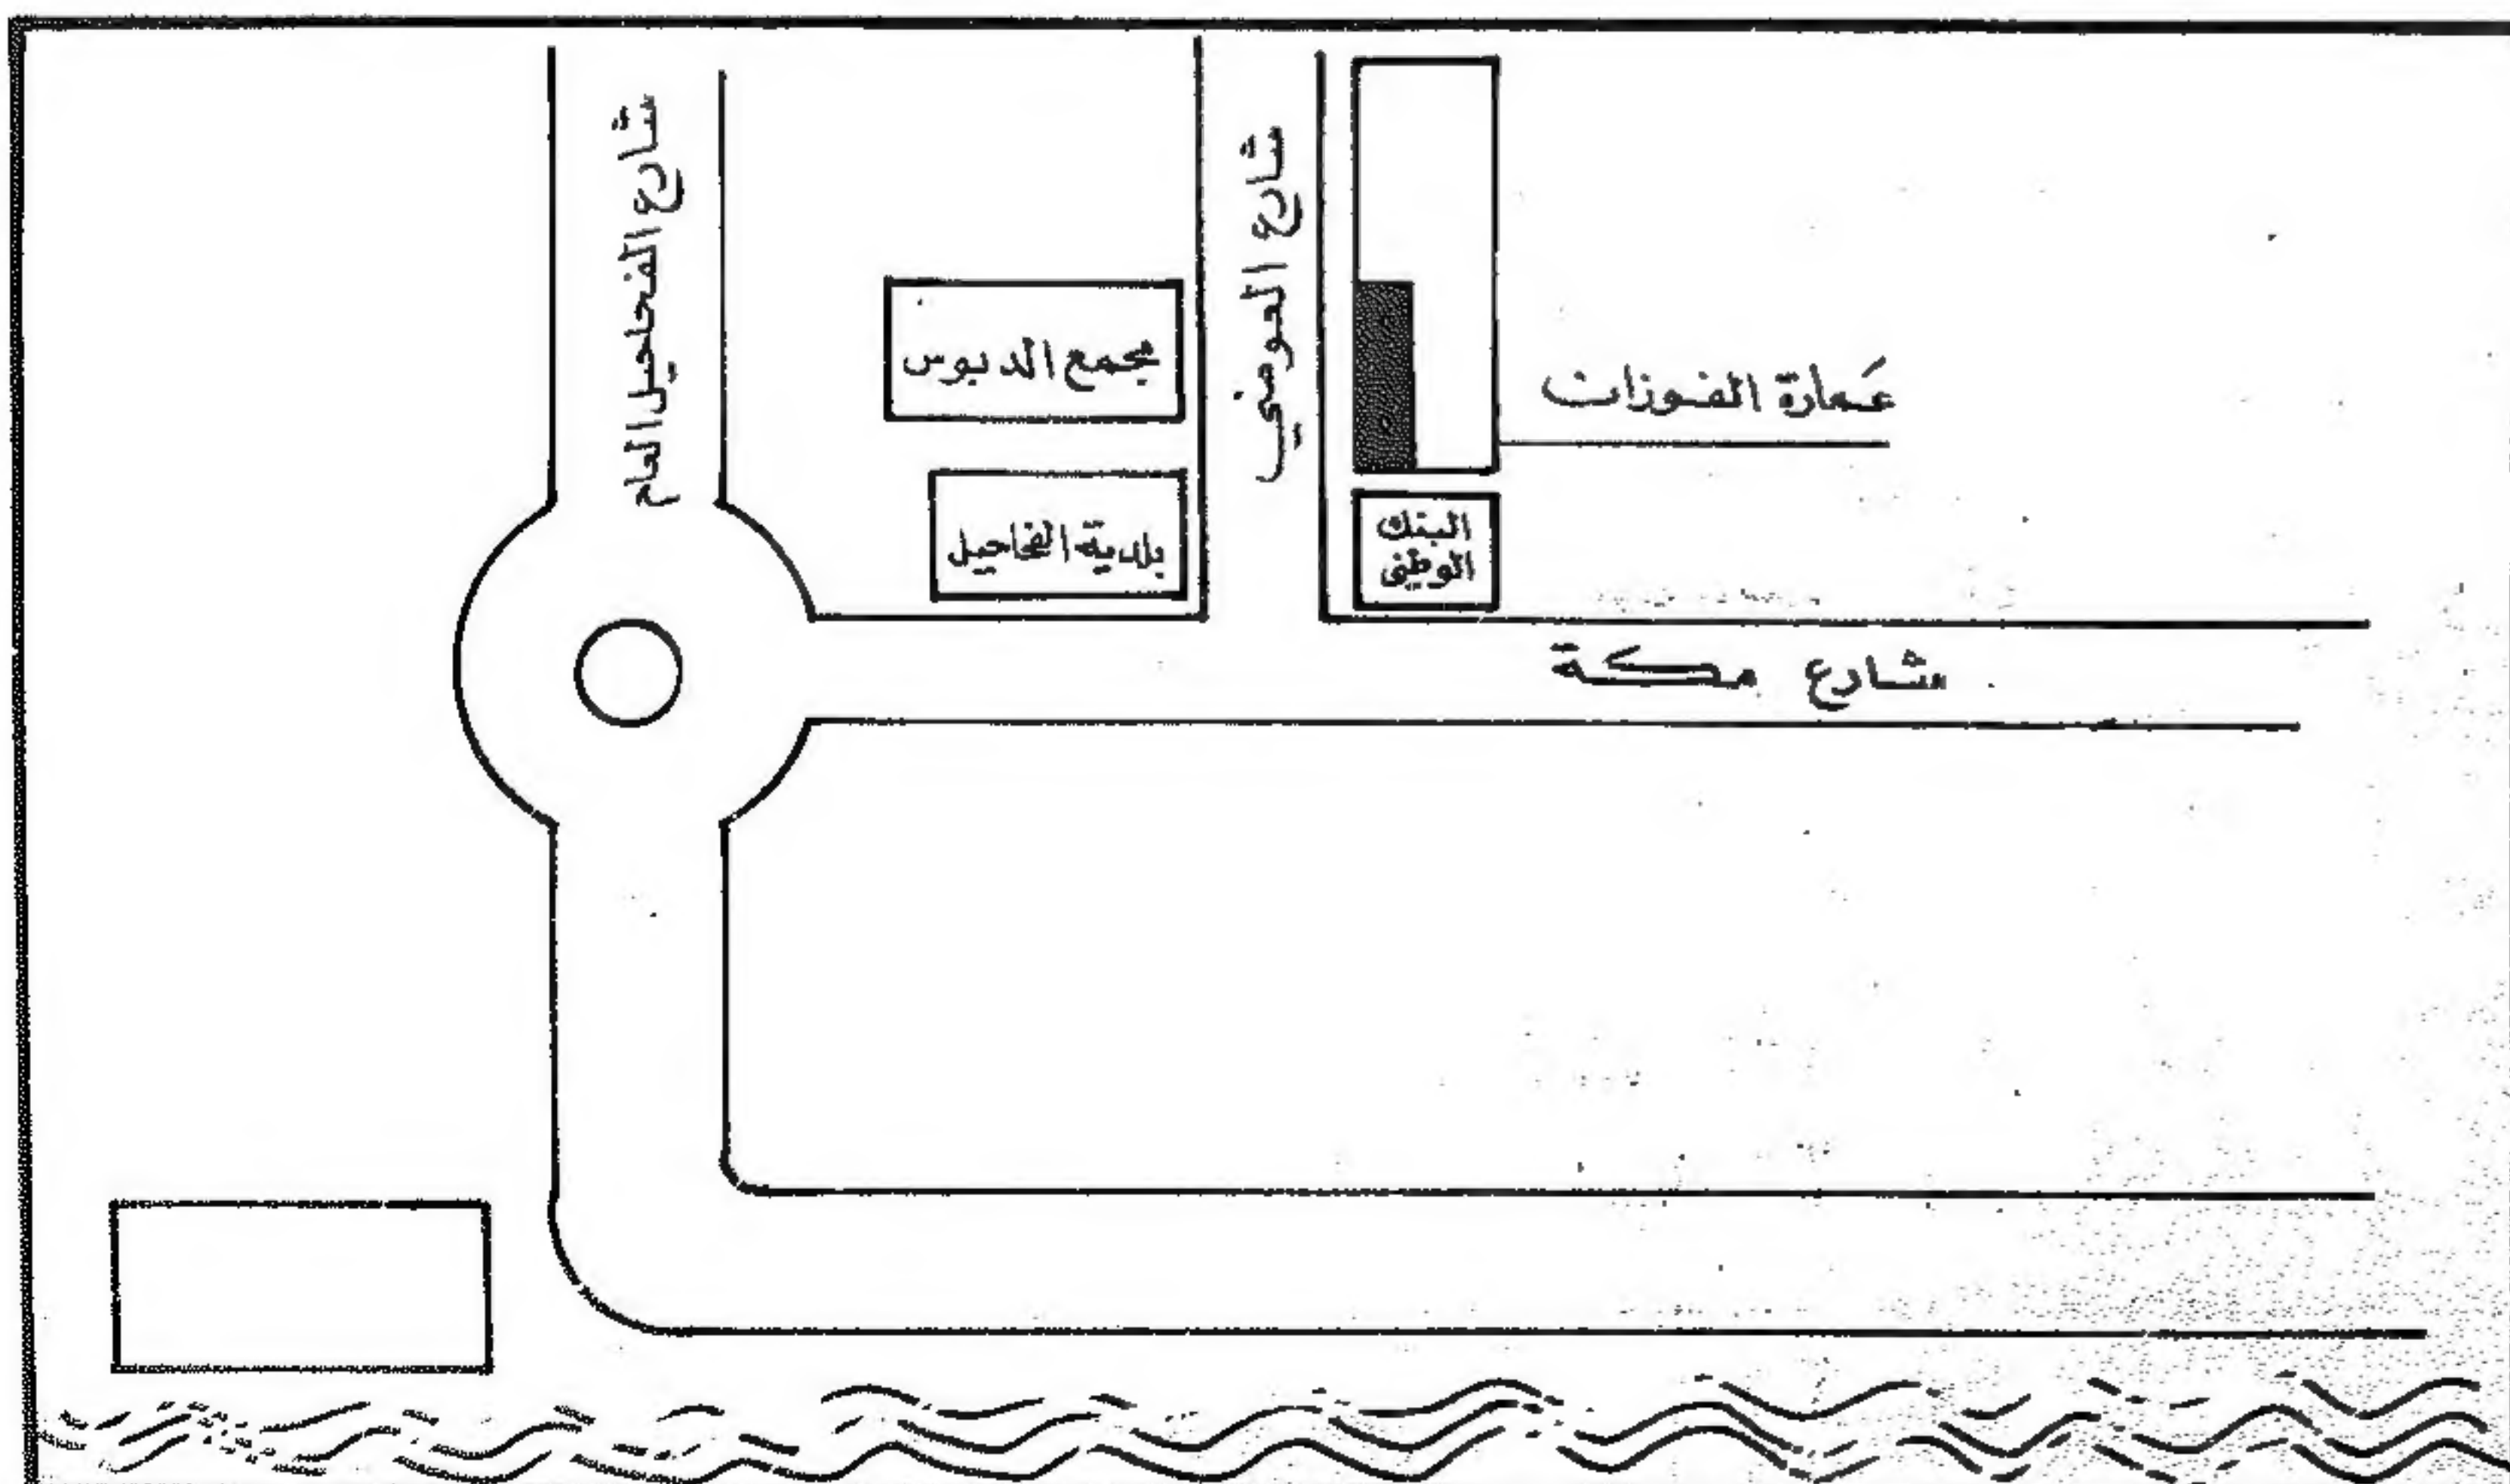 شارع الفحاحيل العام
شارع العوضي
مجمع الدبوس
عمارة الفوزان
بلدية الفحاحيل
البنك
الوطني
شارع مكة